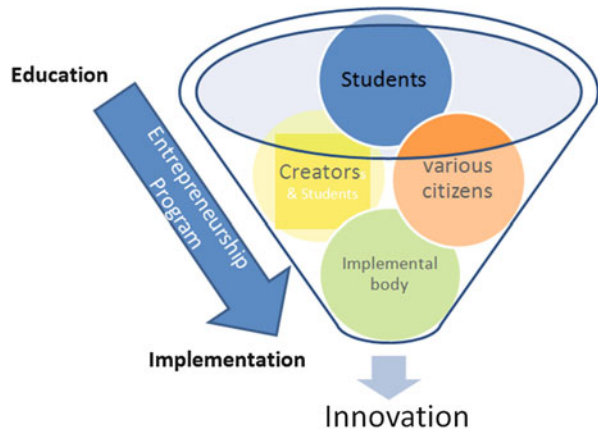 Education
Students
Entrepreneurship
Program
Creators
& Students
various
citizens
Implemental
body
Implementation
Innovation